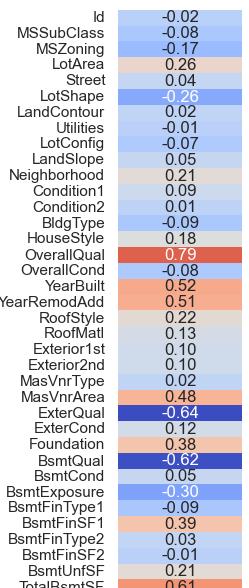 Id -0.02
MSSubClass -0.08
MSZoning -0.17
LotArea 0.26
Street 0.04
LotShape -0.26
LandContour 0.02
Utilities -0.01
LotConfig -0.07
LandSlope 0.05
Neighborhood 0.21
Condition1 0.09
Condition2 0.01
BldgType -0.09
HouseStyle 0.18
OverallQual 0.79
OverallCond -0.08
YearBuilt 0.52
YearRemodAdd 0.51
RoofStyle 0.22
RoofMatl 0.13
Exterior1st 0.10
Exterior2nd 0.10
MasVnrType 0.02
MasVnrArea 0.48
ExterQual -0.64
ExterCond 0.12
Foundation 0.38
BsmtQual -0.62
BsmtCond 0.05
BsmtExposure -0.30
BsmtFinType1 -0.09
BsmtFinSF1 0.39
BsmtFinType2 0.03
BsmtFinSF2 -0.01
BsmtUnfSF 0.21
TotalBsmtSF 0.61